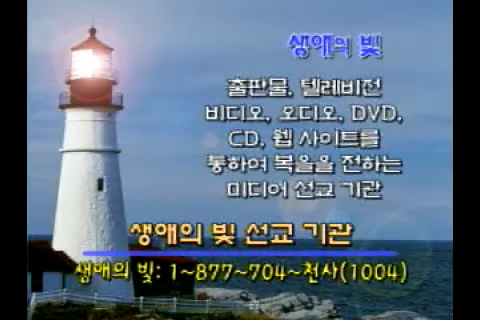 생애의 빛
출판물, 텔레비전
비디오, 오디오, DVD,
CD, 웹 사이트를
통하여 복음을 전하는
미디어 선교 기관
생애의 빛 선교 기관
생애의 빛: 1~877~704~천사(1004)